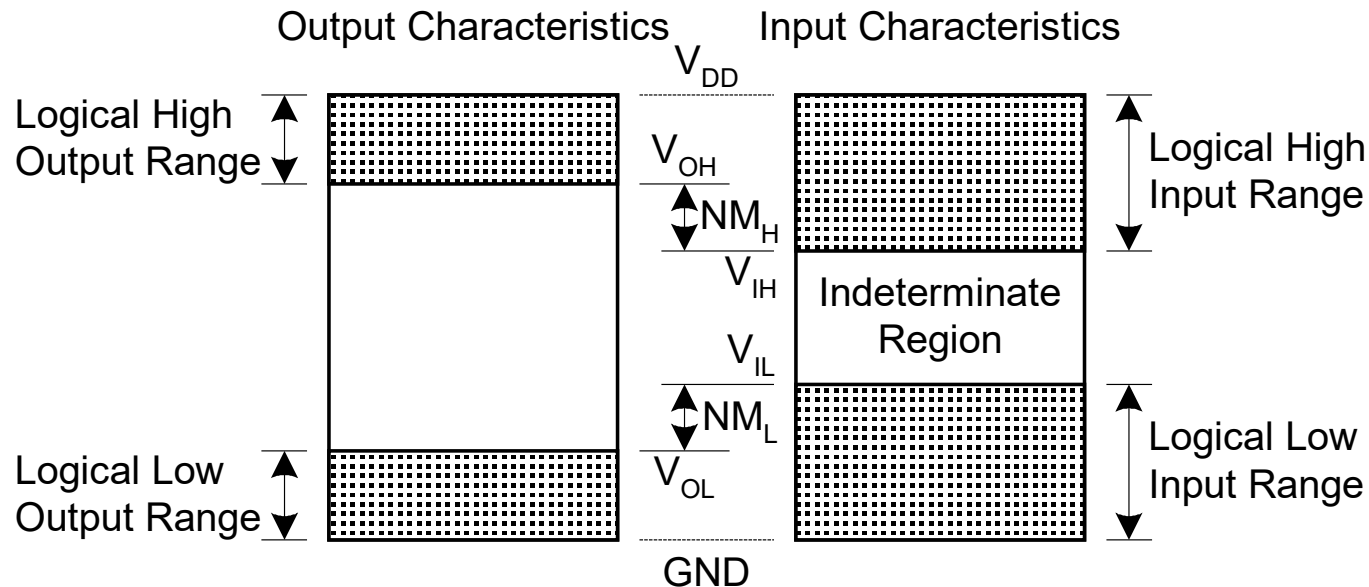 Output Characteristics
Input Characteristics
V_DD
Logical High
Output Range
V_OH
NM_H
V_IH
Logical High
Input Range
Indeterminate
Region
V_IL
NM_L
V_OL
Logical Low
Output Range
Logical Low
Input Range
GND